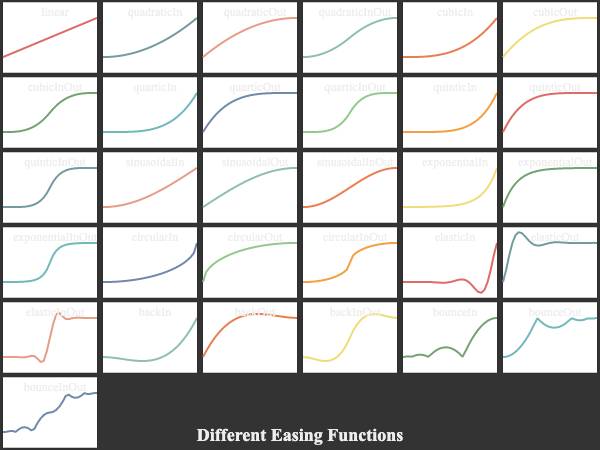 linear
quadraticIn
quadraticOut
quadraticInOut
cubicIn
cubicOut
cubicInOut
quarticIn
quarticOut
quarticInOut
quinticIn
quinticOut
quinticInOut
sinusoidalIn
sinusoidalOut
sinusoidalInOut
exponentialIn
exponentialOut
exponentialInOut
circularIn
circularOut
circularInOut
elasticIn
elasticOut
elasticInOut
backIn
backOut
backInOut
bounceIn
bounceOut
bounceInOut
Different Easing Functions